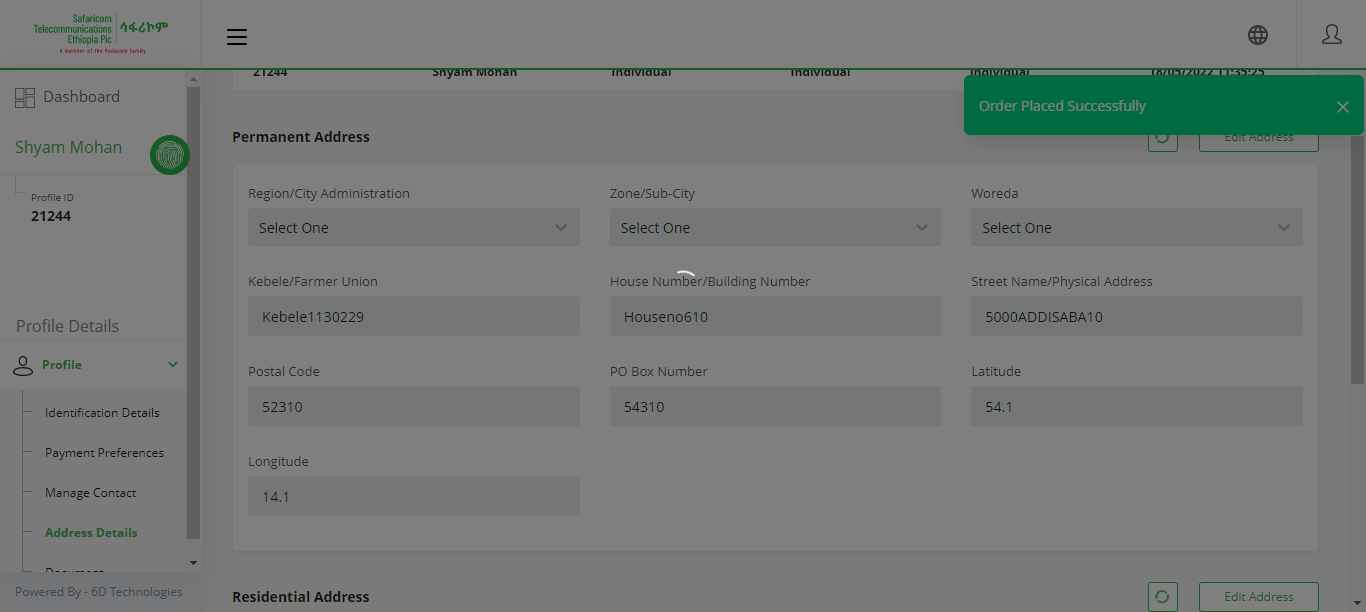 Safaricom
Telecommunications
Ethiopia Plc
ሳፋሪኮም
A member of the Vodacom family
Dashboard
Shyam Mohan
Profile ID
21244
Profile Details
Profile
Identification Details
Payment Preferences
Manage Contact
Address Details
Document
Powered By - 6D Technologies
21244 Shyam Mohan Individual Individual Individual 18/05/2022 11:35:25
Order Placed Successfully
Permanent Address
Edit Address
Region/City Administration Zone/Sub-City Woreda
Select One Select One Select One
Kebele/Farmer Union House Number/Building Number Street Name/Physical Address
Kebele1130229 Houseno610 5000ADDISABA10
Postal Code PO Box Number Latitude
52310 54310 54.1
Longitude
14.1
Residential Address
Edit Address